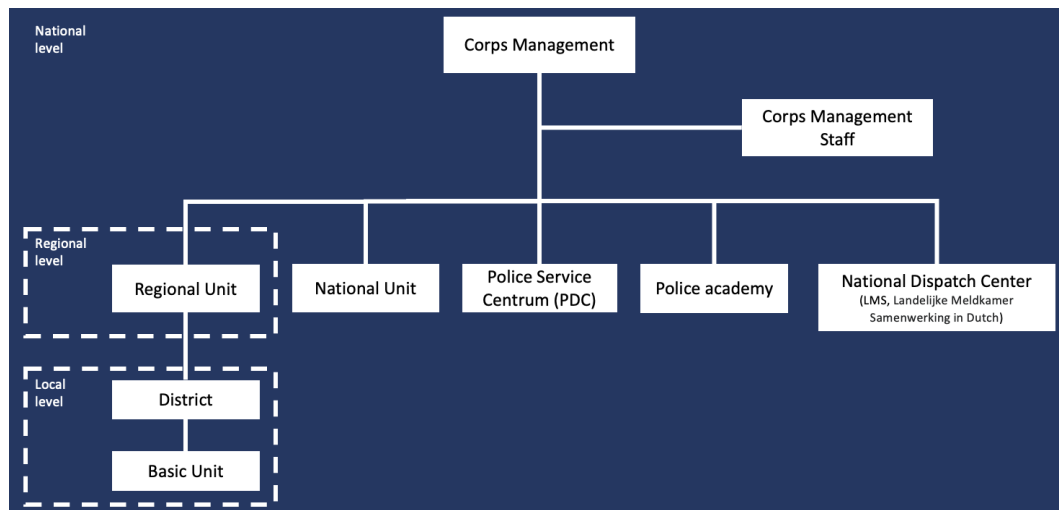 National
level
Corps Management
Corps Management
Staff
Regional
level
Regional Unit
National Unit
Police Service
Centrum (PDC)
Police academy
National Dispatch Center
(LMS, Landelijke Meldkamer
Samenwerking in Dutch)
Local
level
District
Basic Unit